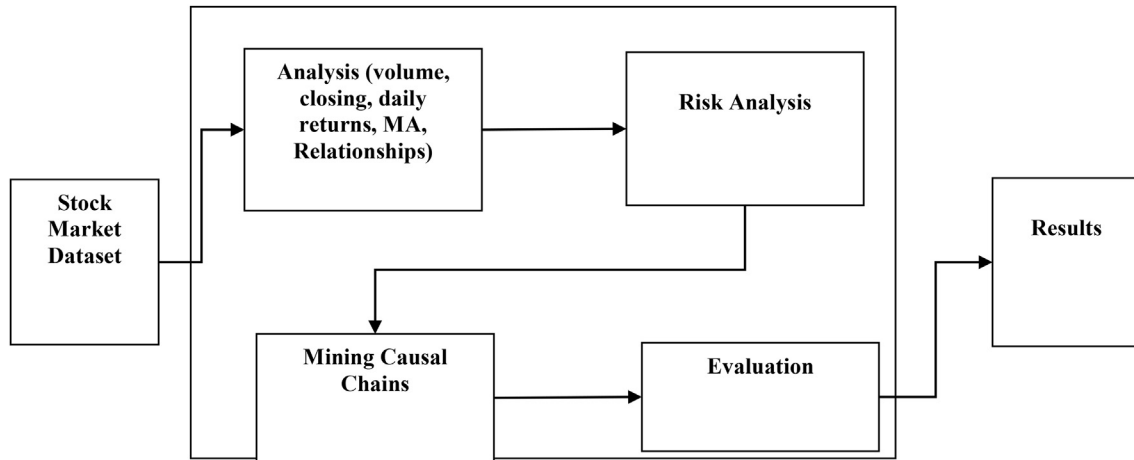 Stock
Market
Dataset
Analysis (volume,
closing, daily
returns, MA,
Relationships)
Risk Analysis
Mining Causal
Chains
Evaluation
Results